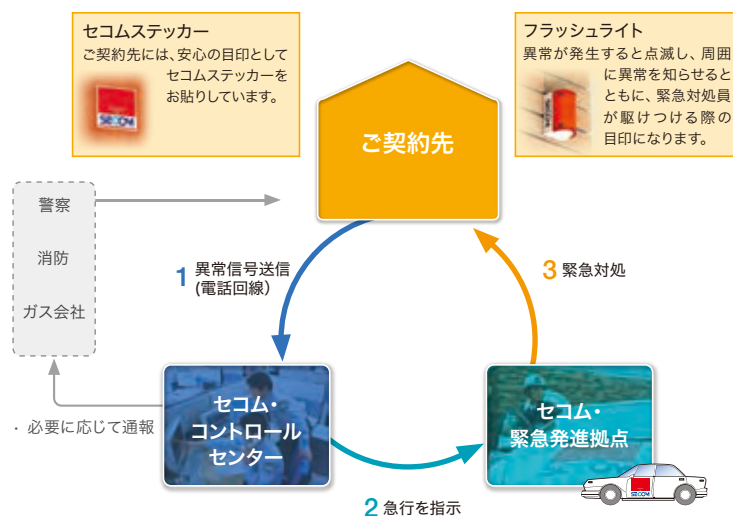 セコムステッカー
ご契約先には、安心の目印として
セコムステッカーを
お貼りしています。
SECOM
フラッシュライト
異常が発生すると点滅し、周囲
に異常を知らせると
ともに、緊急対処員
が駆けつける際の
目印になります。
ご契約先
警察
消防
ガス会社
1 異常信号送信
(電話回線)
3 緊急対処
セコム・
コントロール
センター
セコム・
緊急発進拠点
・ 必要に応じて通報
SECOM
2 急行を指示